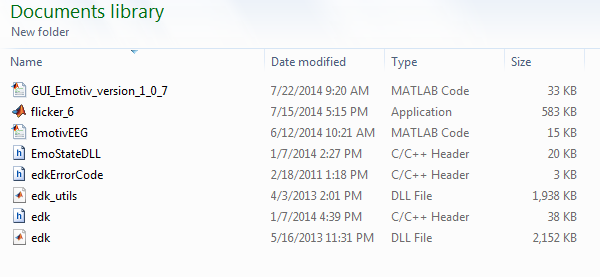 Documents library
New folder
Name Date modified Type Size
GUI_Emotiv_version_1_0_7 7/22/2014 9:20 AM MATLAB Code 33 KB
flicker_6 7/15/2014 5:15 PM Application 583 KB
EmotivEEG 6/12/2014 10:21 AM MATLAB Code 15 KB
EmoStateDLL 1/7/2014 2:27 PM C/C++ Header 20 KB
edkErrorCode 2/18/2011 1:18 PM C/C++ Header 3 KB
edk_utils 4/3/2013 2:01 PM DLL File 1,938 KB
edk 1/7/2014 4:39 PM C/C++ Header 38 KB
edk 5/16/2013 11:31 PM DLL File 2,152 KB